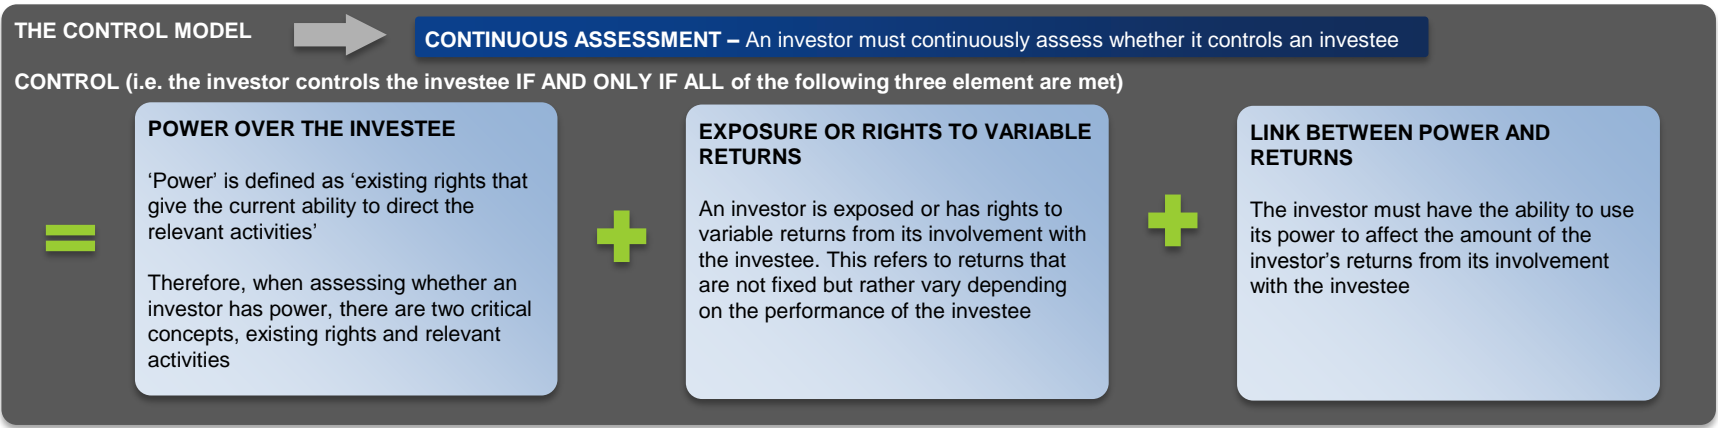 THE CONTROL MODEL
CONTINUOUS ASSESSMENT – An investor must continuously assess whether it controls an investee
CONTROL (i.e. the investor controls the investee IF AND ONLY IF ALL of the following three element are met)
POWER OVER THE INVESTEE
‘Power’ is defined as ‘existing rights that
give the current ability to direct the
relevant activities’
Therefore, when assessing whether an
investor has power, there are two critical
concepts, existing rights and relevant
activities
EXPOSURE OR RIGHTS TO VARIABLE
RETURNS
An investor is exposed or has rights to
variable returns from its involvement with
the investee. This refers to returns that
are not fixed but rather vary depending
on the performance of the investee
LINK BETWEEN POWER AND
RETURNS
The investor must have the ability to use
its power to affect the amount of the
investor’s returns from its involvement
with the investee